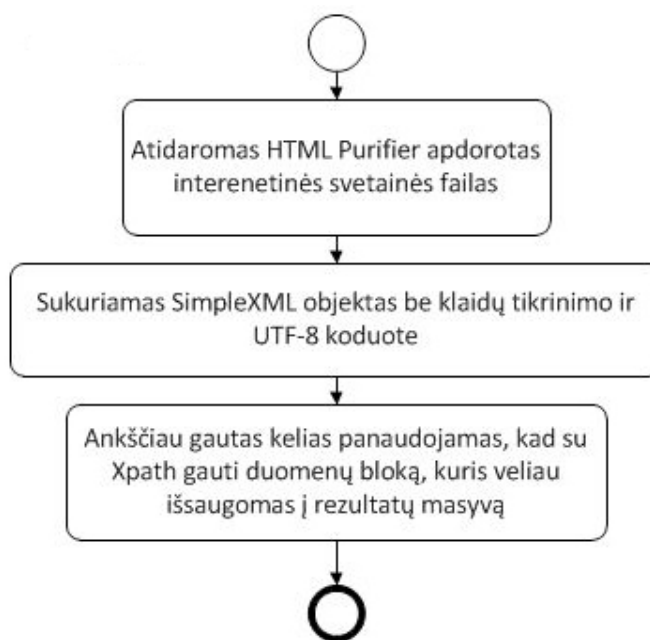 Atidaromas HTML Purifier apdorotas
interenetinės svetainės failas
Sukuriamas SimpleXML objektas be klaidų tikrinimo ir
UTF-8 koduote
Ankščiau gautas kelias panaudojamas, kad su
Xpath gauti duomenų bloką, kuris veliau
išsaugomas į rezultatų masyvą